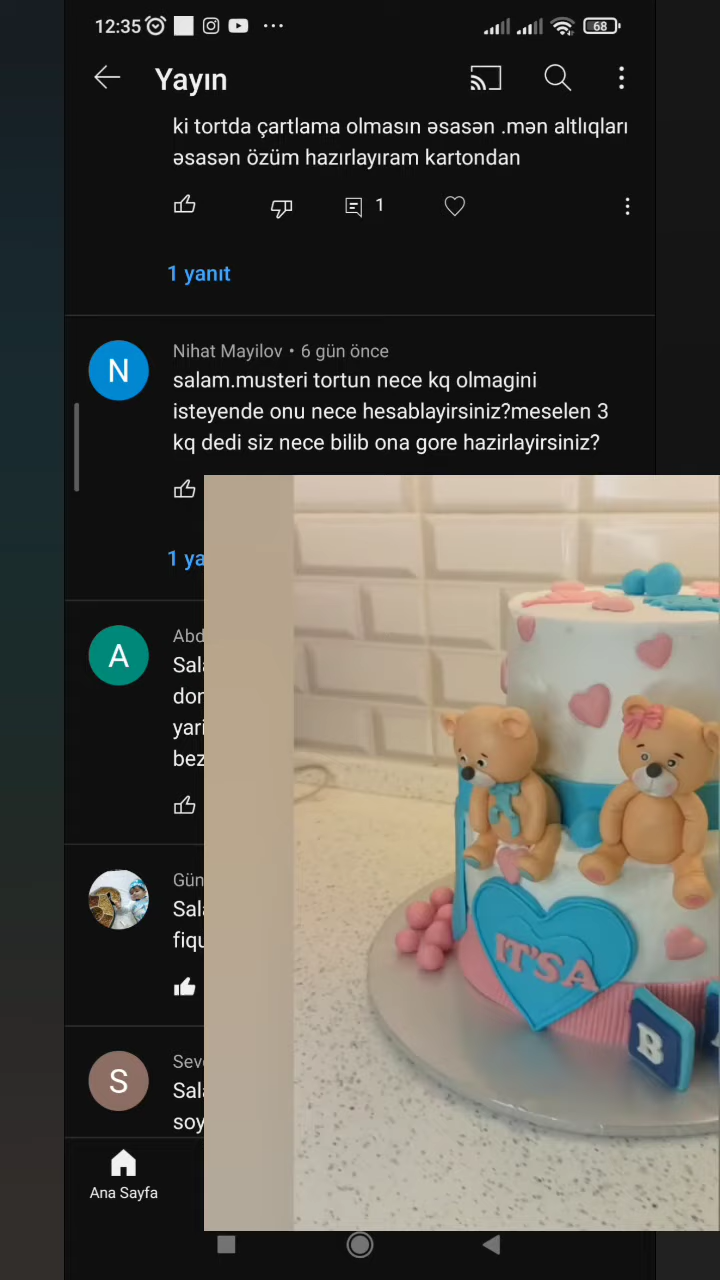 12:35
68
Yayın
ki tortda çartlama olmasın əsasən .mən altlıqları
əsasən özüm hazırlayıram kartondan
1
1 yanıt
N
Nihat Mayilov • 6 gün önce
salam.musteri tortun nece kq olmagini
isteyende onu nece hesablayirsiniz?meselen 3
kq dedi siz nece bilib ona gore hazirlayirsiniz?
A
S
IT'S A
B
Ana Sayfa